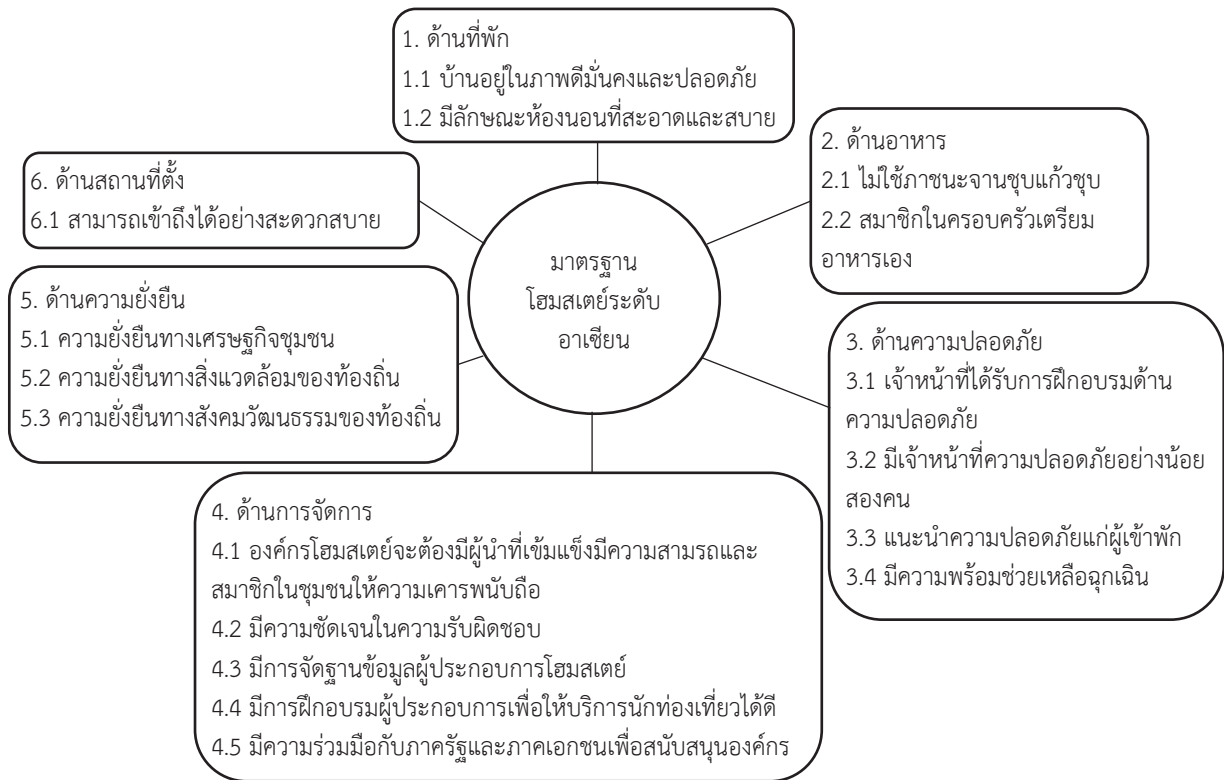 1. ด้านที่พัก
1.1 บ้านอยู่ในภาพดีมั่นคงและปลอดภัย
1.2 มีลักษณะห้องนอนที่สะอาดและสบาย
2. ด้านอาหาร
2.1 ไม่ใช้ภาชนะจานชุบแก้วชุบ
2.2 สมาชิกในครอบครัวเตรียม
อาหารเอง
6. ด้านสถานที่ตั้ง
6.1 สามารถเข้าถึงได้อย่างสะดวกสบาย
มาตรฐาน
โฮมสเตย์ระดับ
อาเซียน
5. ด้านความยั่งยืน
5.1 ความยั่งยืนทางเศรษฐกิจชุมชน
5.2 ความยั่งยืนทางสิ่งแวดล้อมของท้องถิ่น
5.3 ความยั่งยืนทางสังคมวัฒนธรรมของท้องถิ่น
3. ด้านความปลอดภัย
3.1 เจ้าหน้าที่ได้รับการฝึกอบรมด้าน
ความปลอดภัย
3.2 มีเจ้าหน้าที่ความปลอดภัยอย่างน้อย
สองคน
3.3 แนะนำความปลอดภัยแก่ผู้เข้าพัก
3.4 มีความพร้อมช่วยเหลือฉุกเฉิน
4. ด้านการจัดการ
4.1 องค์กรโฮมสเตย์จะต้องมีผู้นำที่เข้มแข็งมีความสามรถและ
สมาชิกในชุมชนให้ความเคารพนับถือ
4.2 มีความชัดเจนในความรับผิดชอบ
4.3 มีการจัดฐานข้อมูลผู้ประกอบการโฮมสเตย์
4.4 มีการฝึกอบรมผู้ประกอบการเพื่อให้บริการนักท่องเที่ยวได้ดี
4.5 มีความร่วมมือกับภาครัฐและภาคเอกชนเพื่อสนับสนุนองค์กร